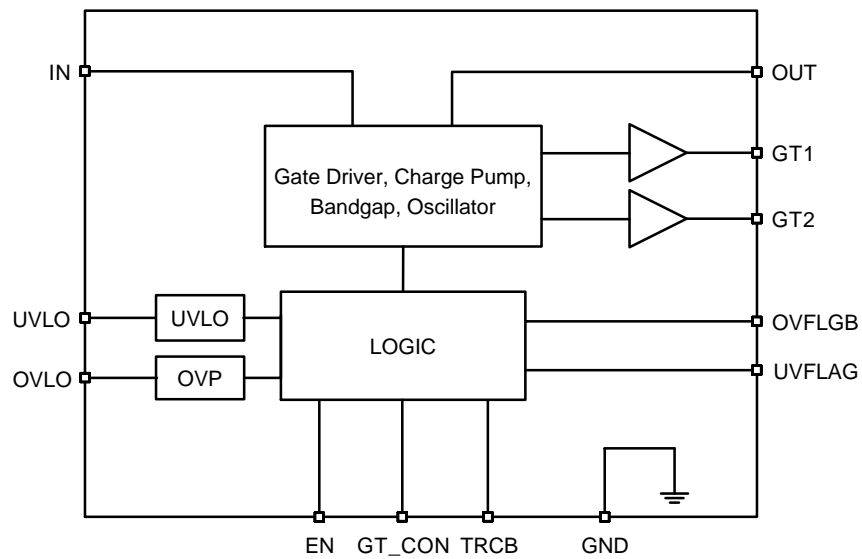 IN
OUT
GT1
Gate Driver, Charge Pump,
Bandgap, Oscillator
GT2
UVLO
UVLO
OVFLGB
LOGIC
OVLO
OVP
UVFLAG
EN
GT_CON
TRCB
GND